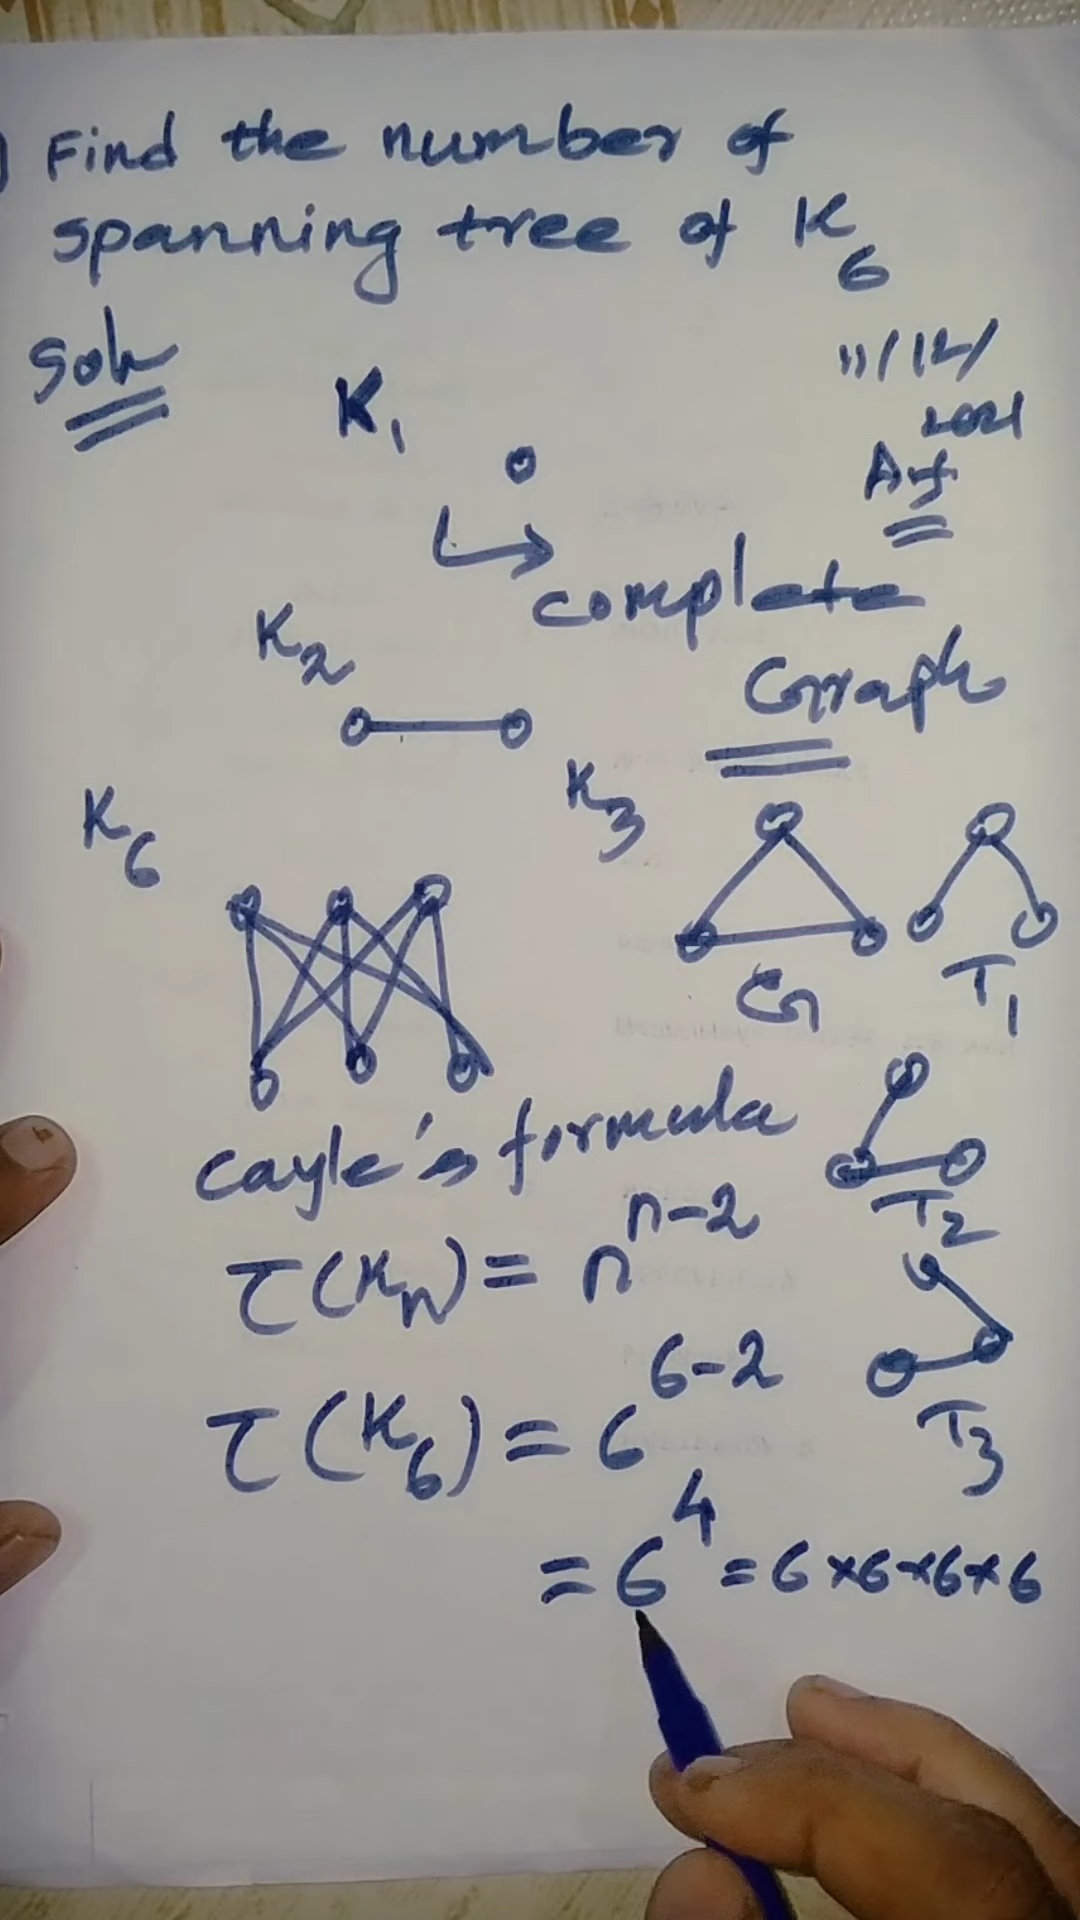 ) Find the number of
spanning tree of K6
Soln
K1
11/12/
2021
complete
Graph
K2
K6
K3
G
T1
cayle's formula
T2
τ(Kn) = n^n-2
τ(K6) = 6^6-2
T3
= 6^4 = 6×6×6×6